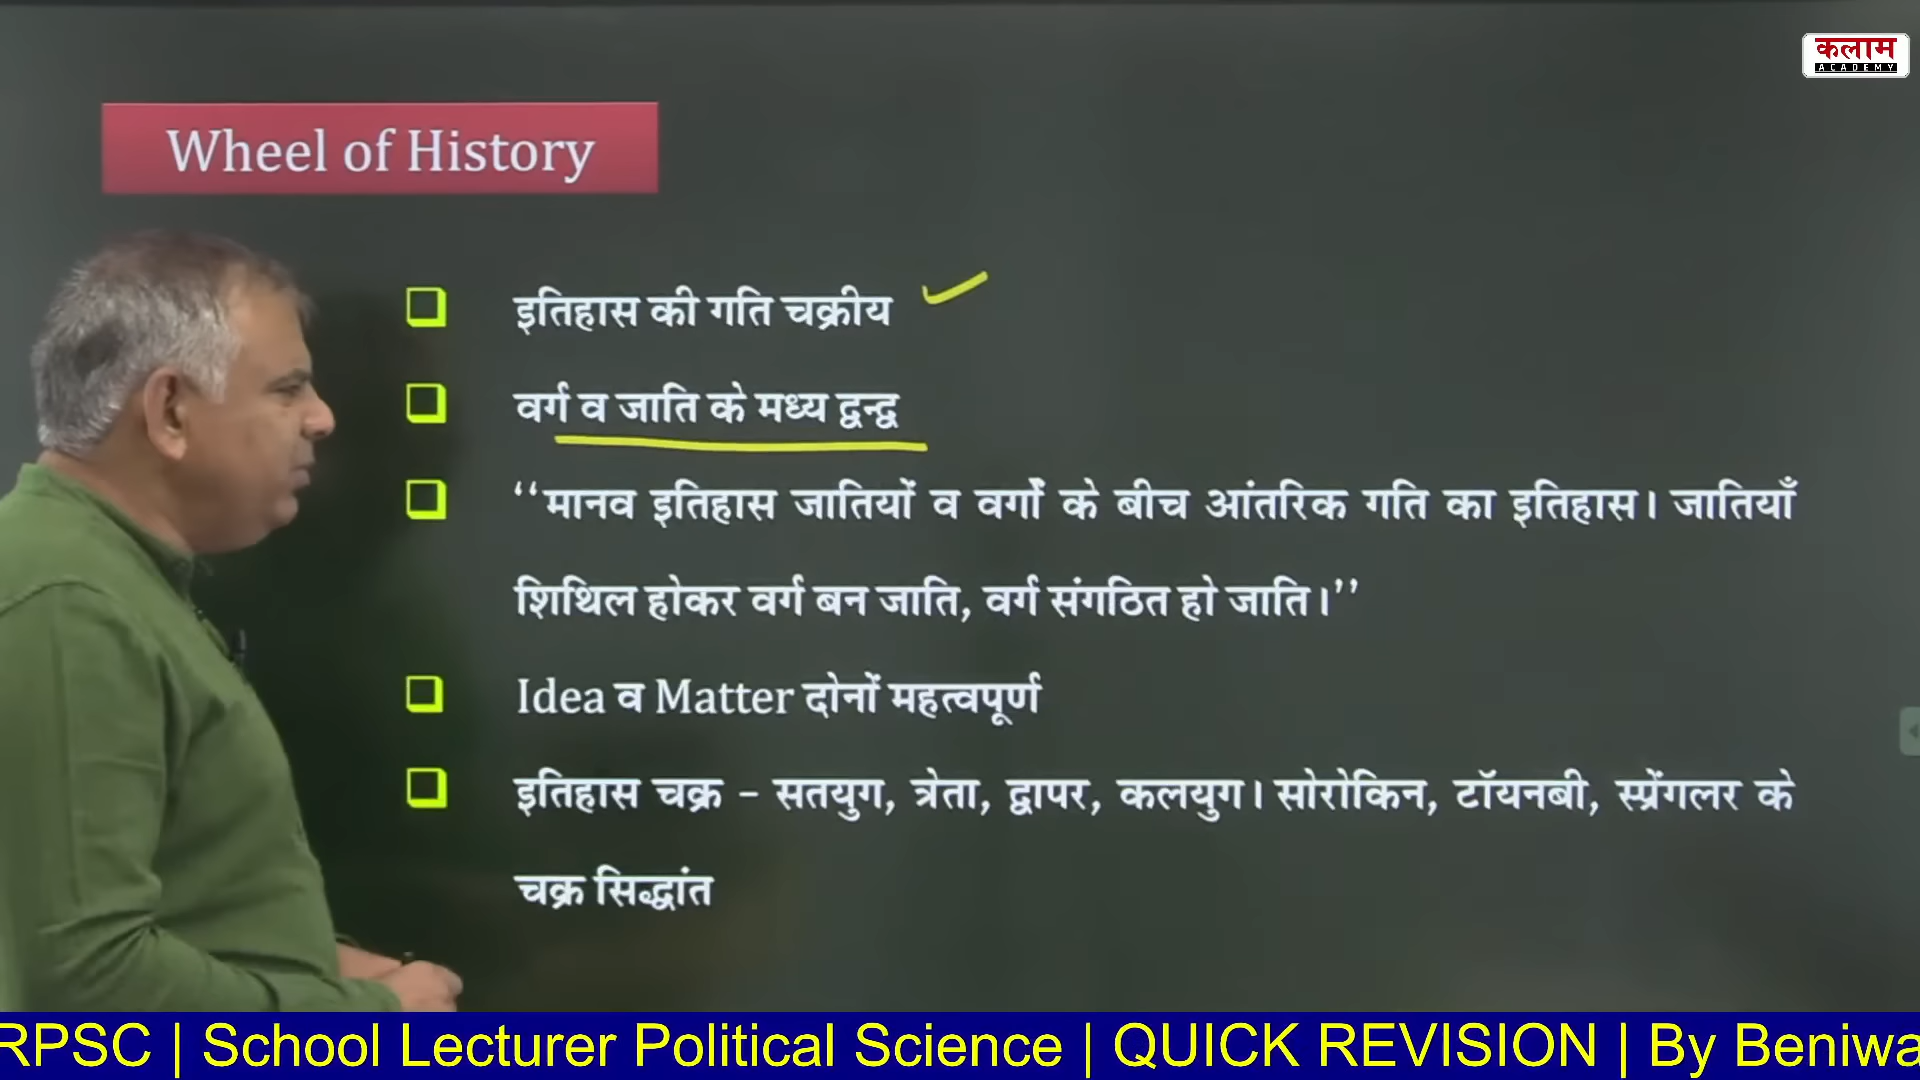 कलाम
ACADEMY
Wheel of History
इतिहास की गति चक्रीय
वर्ग व जाति के मध्य द्वन्द्व
‘‘मानव इतिहास जातियों व वर्गों के बीच आंतरिक गति का इतिहास। जातियाँ
शिथिल होकर वर्ग बन जाति, वर्ग संगठित हो जाति।’’
Idea व Matter दोनों महत्वपूर्ण
इतिहास चक्र – सतयुग, त्रेता, द्वापर, कलयुग। सोरोकिन, टॉयनबी, स्प्रेंगलर के
चक्र सिद्धांत
RPSC | School Lecturer Political Science | QUICK REVISION | By Beniwa